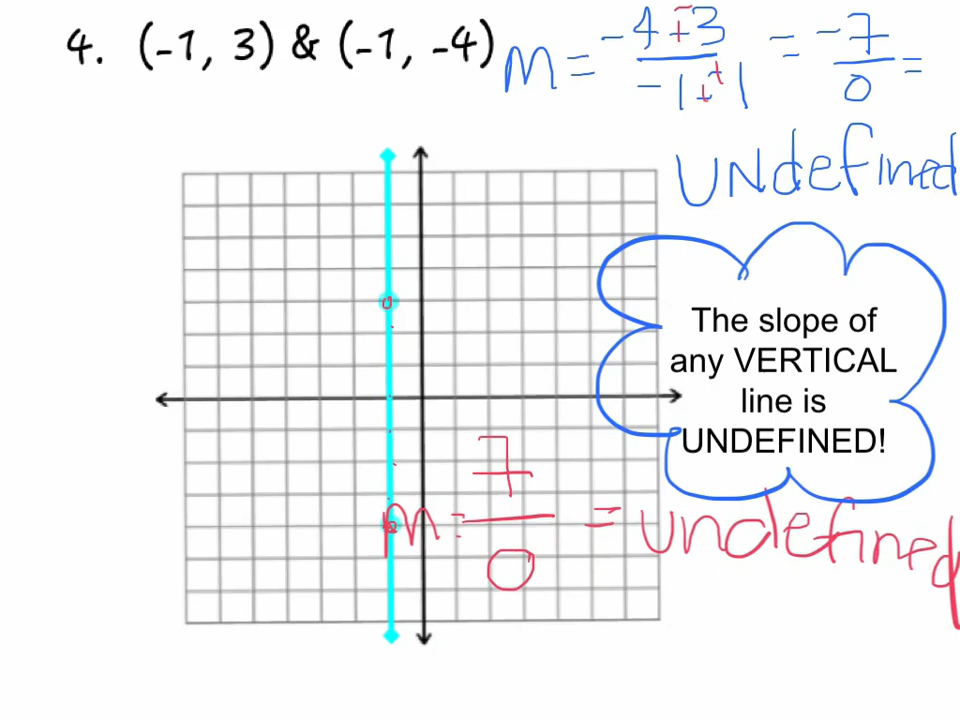 4. (-1, 3) & (-1, -4)
m = -4 - 3 / -1 + +1 = -7 / 0 =
UNdefined
The slope of
any VERTICAL
line is
UNDEFINED!
m = 7 / 0 = undefined